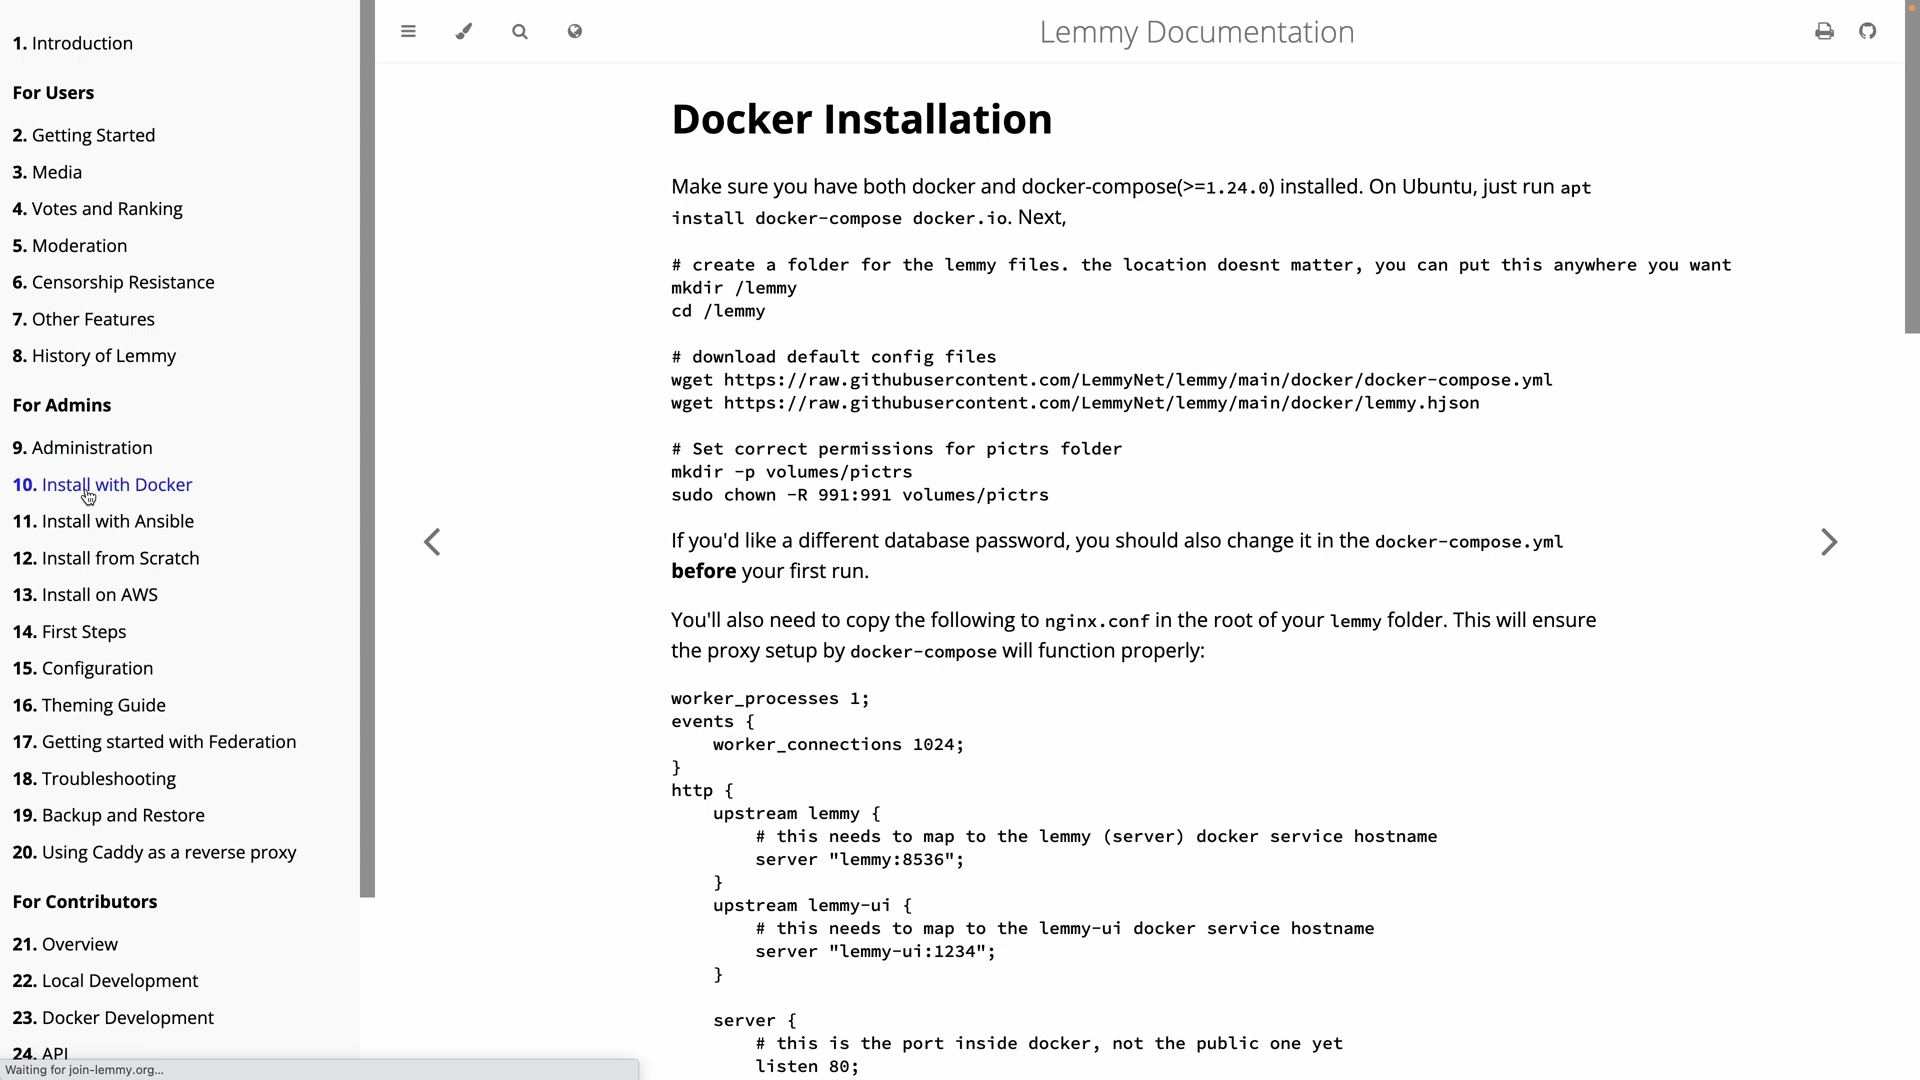 1. Introduction
For Users
2. Getting Started
3. Media
4. Votes and Ranking
5. Moderation
6. Censorship Resistance
7. Other Features
8. History of Lemmy
For Admins
9. Administration
10. Install with Docker
11. Install with Ansible
12. Install from Scratch
13. Install on AWS
14. First Steps
15. Configuration
16. Theming Guide
17. Getting started with Federation
18. Troubleshooting
19. Backup and Restore
20. Using Caddy as a reverse proxy
For Contributors
21. Overview
22. Local Development
23. Docker Development
24. API
Waiting for join-lemmy.org...
Lemmy Documentation
Docker Installation
Make sure you have both docker and docker-compose(>=1.24.0) installed. On Ubuntu, just run apt
install docker-compose docker.io. Next,
# create a folder for the lemmy files. the location doesnt matter, you can put this anywhere you want
mkdir /lemmy
cd /lemmy
# download default config files
wget https://raw.githubusercontent.com/LemmyNet/lemmy/main/docker/docker-compose.yml
wget https://raw.githubusercontent.com/LemmyNet/lemmy/main/docker/lemmy.hjson
# Set correct permissions for pictrs folder
mkdir -p volumes/pictrs
sudo chown -R 991:991 volumes/pictrs
If you'd like a different database password, you should also change it in the docker-compose.yml
before your first run.
You'll also need to copy the following to nginx.conf in the root of your lemmy folder. This will ensure
the proxy setup by docker-compose will function properly:
worker_processes 1;
events {
    worker_connections 1024;
}
http {
    upstream lemmy {
        # this needs to map to the lemmy (server) docker service hostname
        server "lemmy:8536";
    }
    upstream lemmy-ui {
        # this needs to map to the lemmy-ui docker service hostname
        server "lemmy-ui:1234";
    }
    server {
        # this is the port inside docker, not the public one yet
        listen 80;